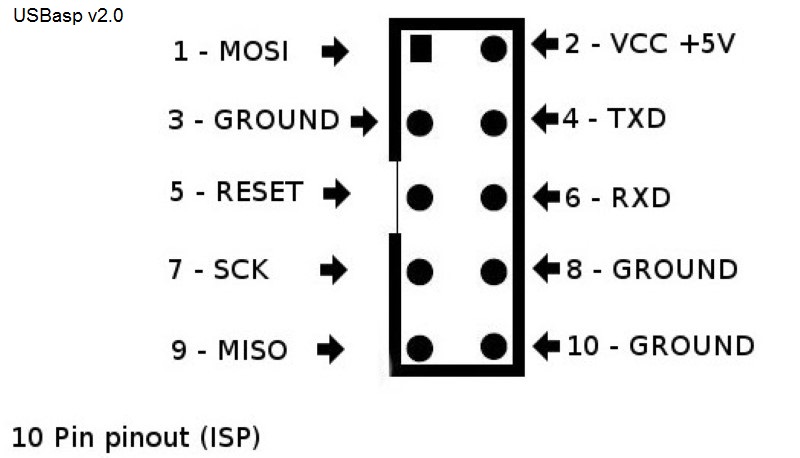 USBasp v2.0
1 - MOSI
2 - VCC +5V
3 - GROUND
4 - TXD
5 - RESET
6 - RXD
7 - SCK
8 - GROUND
9 - MISO
10 - GROUND
10 Pin pinout (ISP)